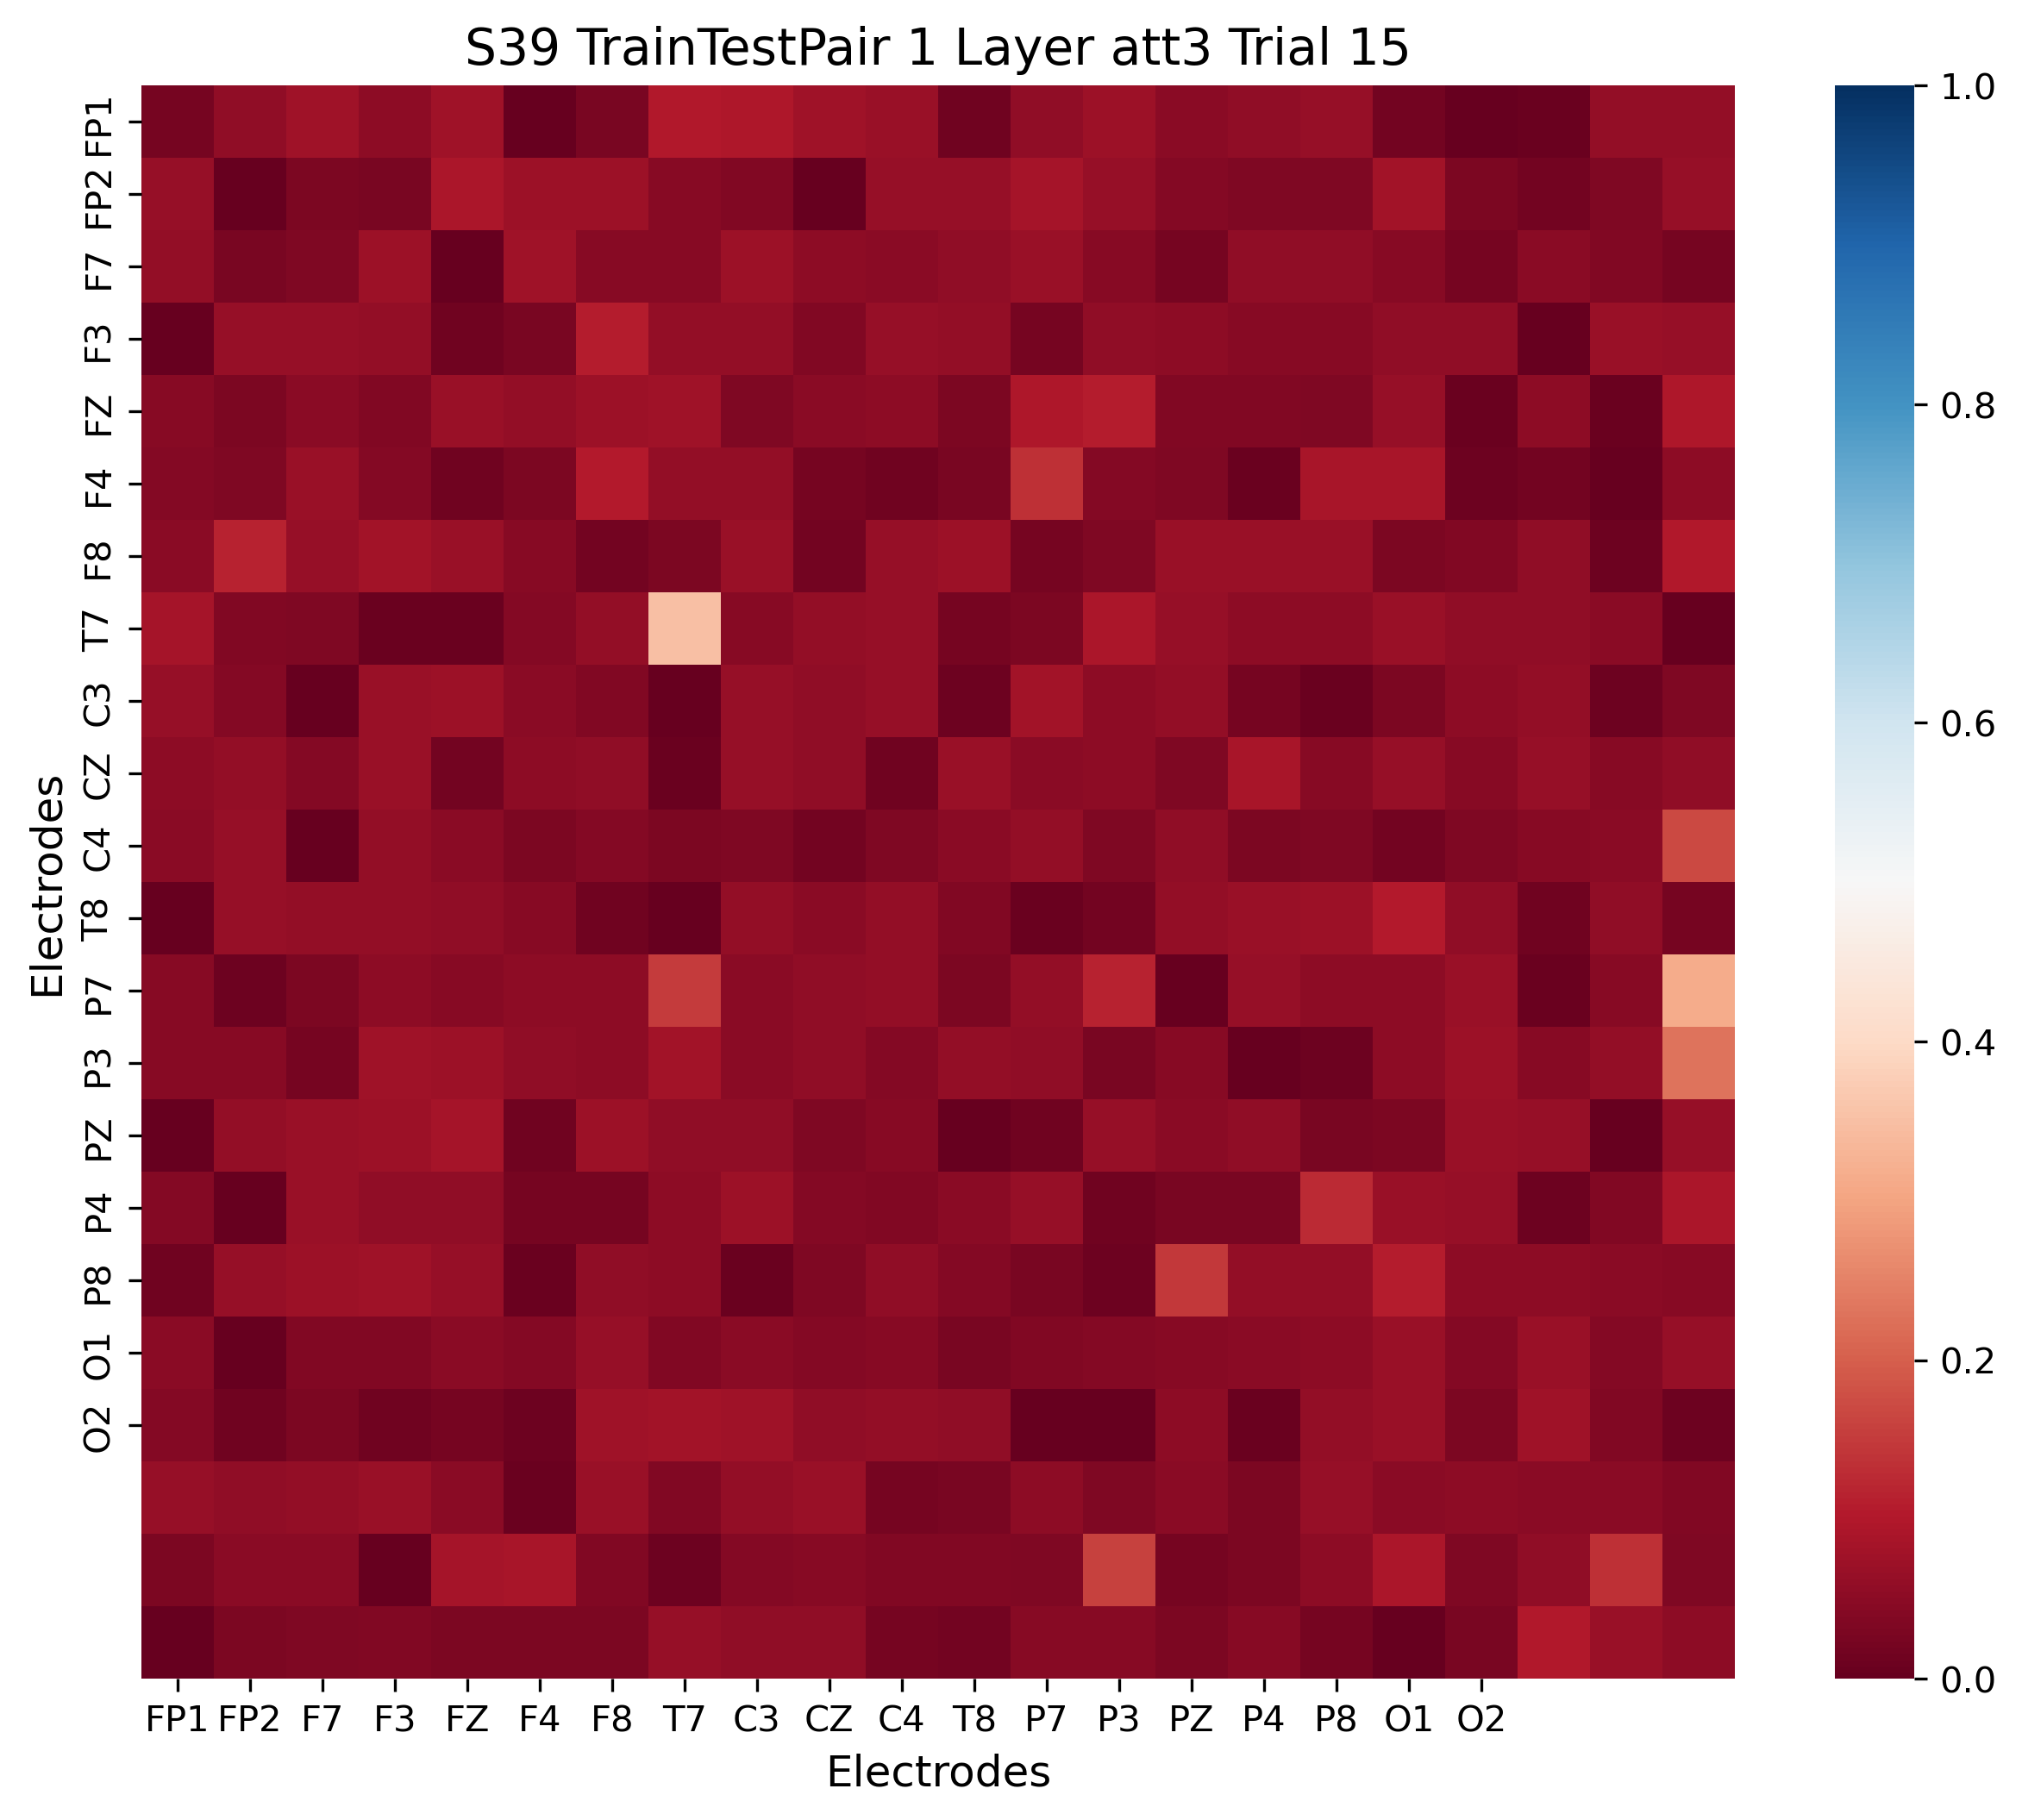 S39 TrainTestPair 1 Layer att3 Trial 15
Electrodes
FP1
FP2
F7
F3
FZ
F4
F8
T7
C3
CZ
C4
T8
P7
P3
PZ
P4
P8
O1
O2
FP1 FP2 F7 F3 FZ F4 F8 T7 C3 CZ C4 T8 P7 P3 PZ P4 P8 O1 O2
Electrodes
1.0
0.8
0.6
0.4
0.2
0.0